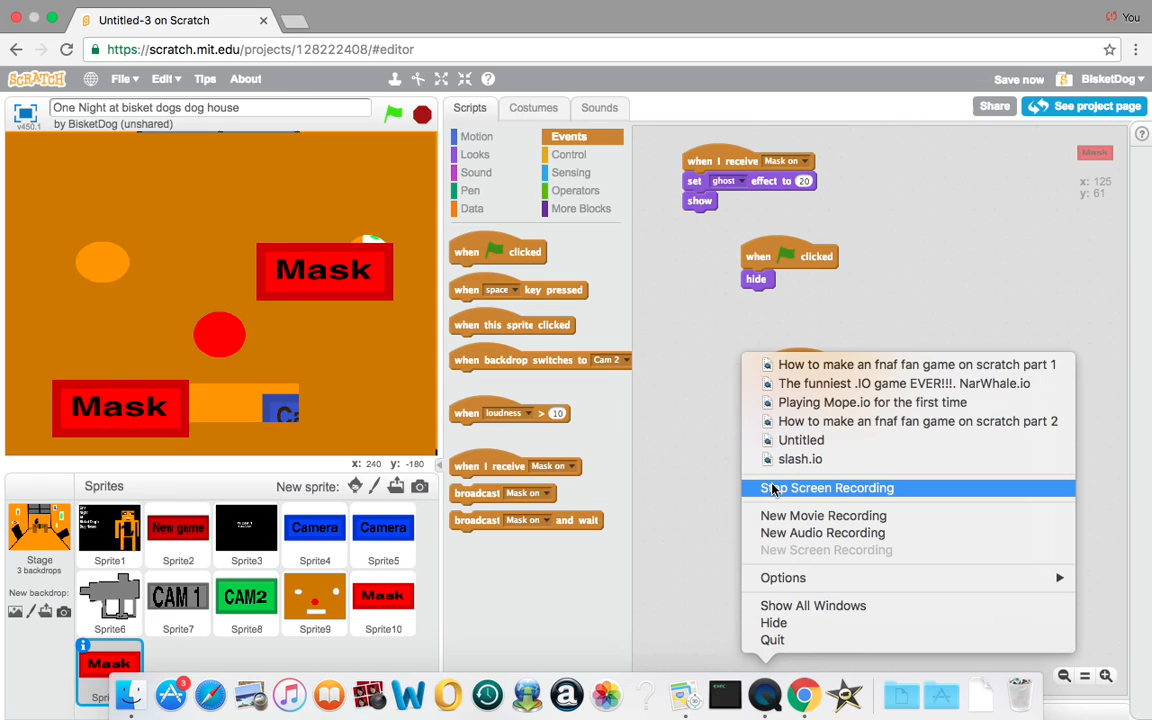 Untitled-3 on Scratch
You
https://scratch.mit.edu/projects/128222408/#editor
SCRATCH File Edit Tips About
Save now BisketDog
One Night at bisket dogs dog house
by BisketDog (unshared)
v450.1
Scripts Costumes Sounds
Share See project page
Motion Events
Looks Control
Sound Sensing
Pen Operators
Data More Blocks
when clicked
when space key pressed
when this sprite clicked
when backdrop switches to Cam 2
when loudness > 10
when I receive Mask on
broadcast Mask on
broadcast Mask on and wait
when I receive Mask on
set ghost effect to 20
show
when clicked
hide
Mask
x: 125
y: 61
Mask
Mask
x: 240 y: -180
Sprites New sprite:
Stage
3 backdrops
New backdrop:
New game
Camera
Camera
Sprite1 Sprite2 Sprite3 Sprite4 Sprite5
CAM 1
CAM2
Mask
Sprite6 Sprite7 Sprite8 Sprite9 Sprite10
Mask
How to make an fnaf fan game on scratch part 1
The funniest .IO game EVER!!!. NarWhale.io
Playing Mope.io for the first time
How to make an fnaf fan game on scratch part 2
Untitled
slash.io
Stop Screen Recording
New Movie Recording
New Audio Recording
New Screen Recording
Options
Show All Windows
Hide
Quit
3